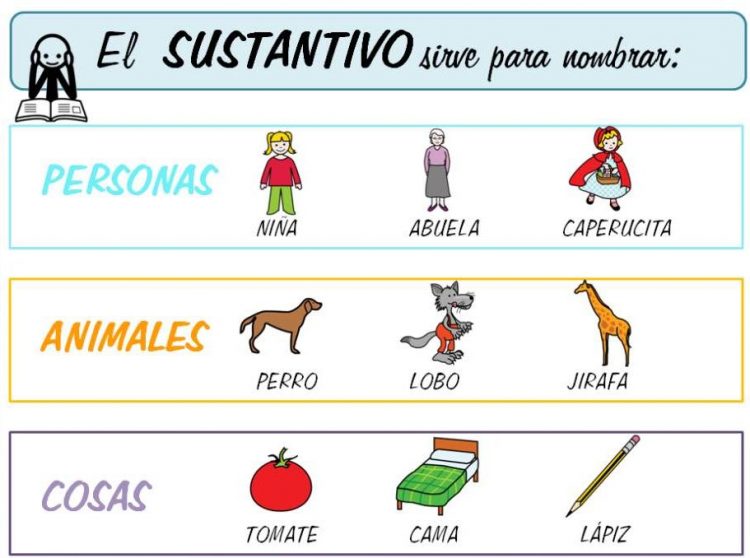 El SUSTANTIVO sirve para nombrar:
PERSONAS
NIÑA ABUELA CAPERUCITA
ANIMALES
PERRO LOBO JIRAFA
COSAS
TOMATE CAMA LÁPIZ